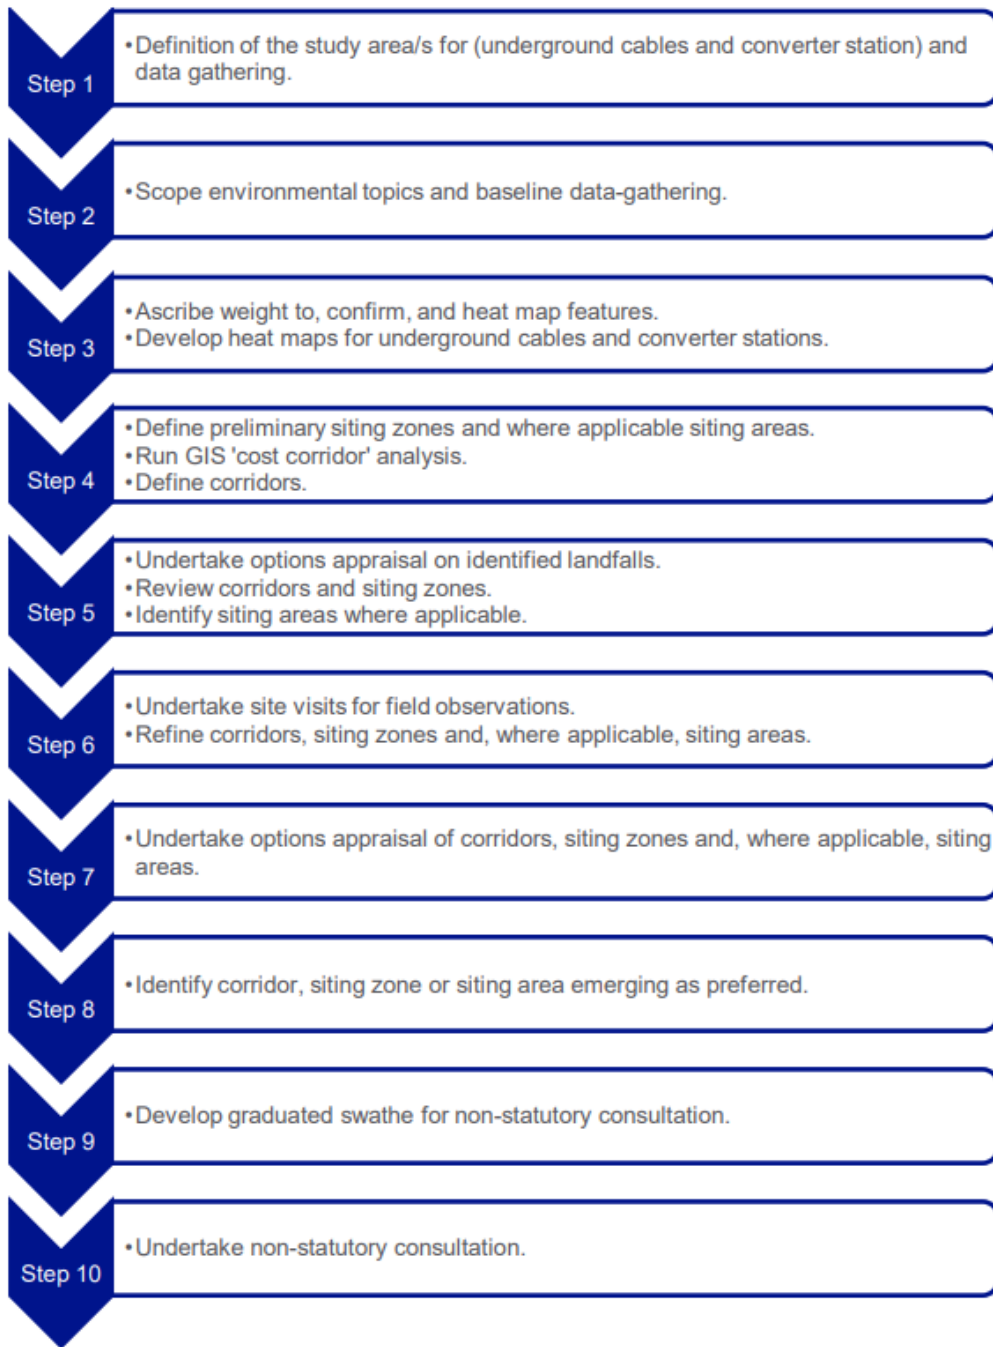 Step 1
•Definition of the study area/s for (underground cables and converter station) and
data gathering.
Step 2
•Scope environmental topics and baseline data-gathering.
Step 3
•Ascribe weight to, confirm, and heat map features.
•Develop heat maps for underground cables and converter stations.
Step 4
•Define preliminary siting zones and where applicable siting areas.
•Run GIS 'cost corridor' analysis.
•Define corridors.
Step 5
•Undertake options appraisal on identified landfalls.
•Review corridors and siting zones.
•Identify siting areas where applicable.
Step 6
•Undertake site visits for field observations.
•Refine corridors, siting zones and, where applicable, siting areas.
Step 7
•Undertake options appraisal of corridors, siting zones and, where applicable, siting
areas.
Step 8
•Identify corridor, siting zone or siting area emerging as preferred.
Step 9
•Develop graduated swathe for non-statutory consultation.
Step 10
•Undertake non-statutory consultation.